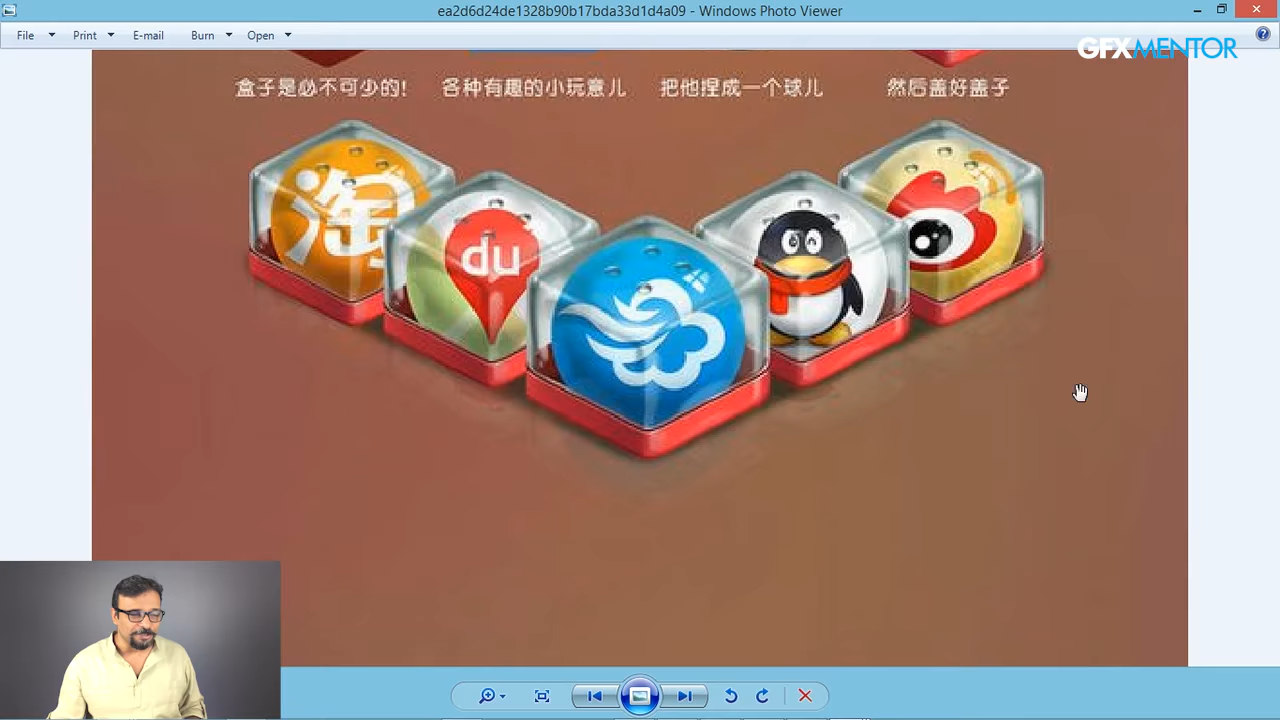 ea2d6d24de1328b90b17bda33d1d4a09 - Windows Photo Viewer
File Print E-mail Burn Open
GFXMENTOR
盒子是必不可少的! 各种有趣的小玩意儿 把他捏成一个球儿 然后盖好盖子
淘
du